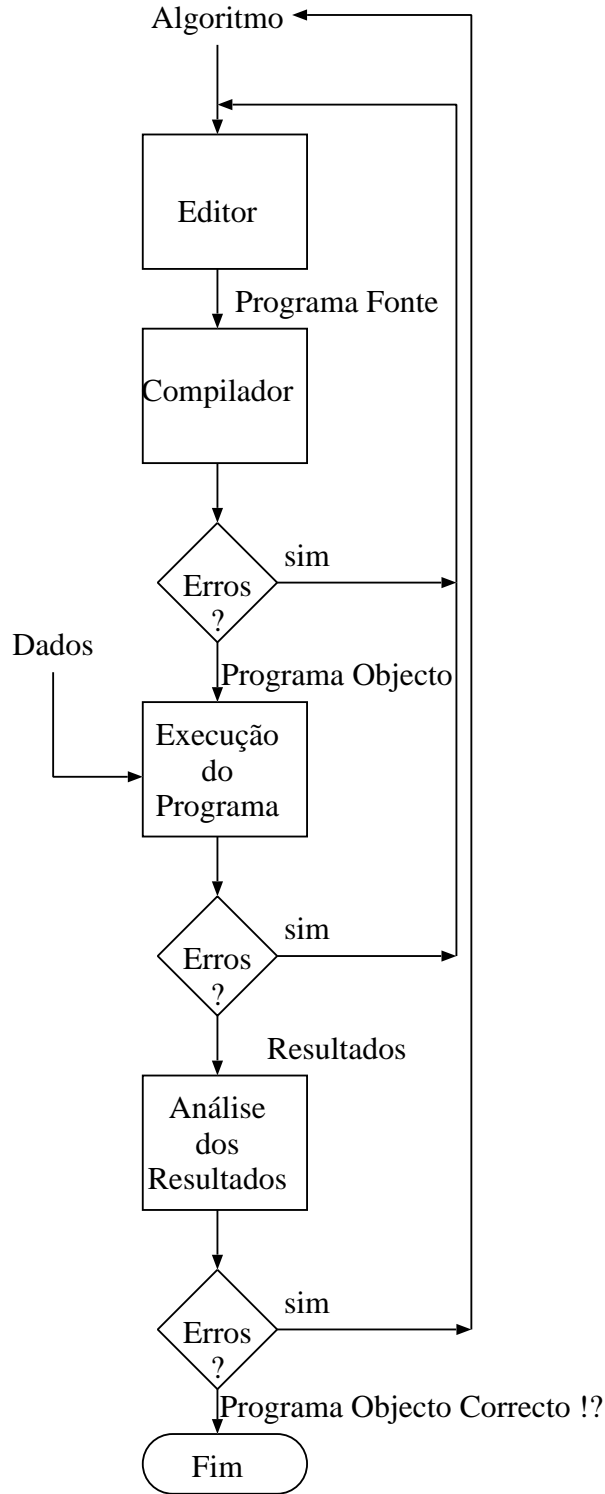 Algoritmo
Editor
Programa Fonte
Compilador
sim
Erros
?
Dados
Programa Objecto
Execução
do
Programa
sim
Erros
?
Resultados
Análise
dos
Resultados
sim
Erros
?
Programa Objecto Correcto !?
Fim